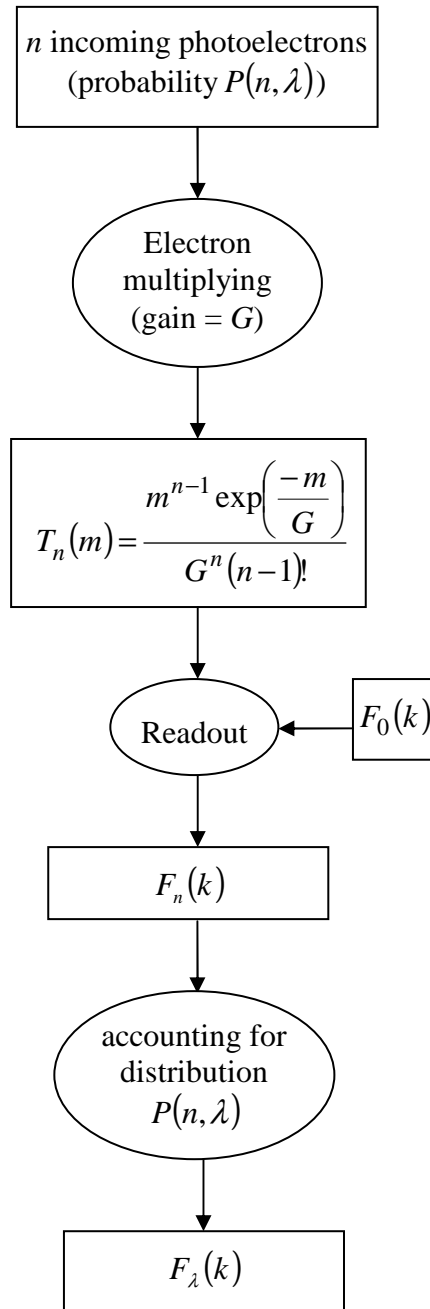 n incoming photoelectrons
(probability P(n,λ))
Electron
multiplying
(gain = G)
T_n(m) = m^{n-1} exp(-m/G) / G^n (n-1)!
Readout
F_0(k)
F_n(k)
accounting for
distribution
P(n,λ)
F_λ(k)